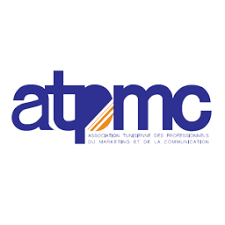 atpmc
ASSOCIATION TUNISIENNE DES PROFESSIONNELS
DU MARKETING ET DE LA COMMUNICATION